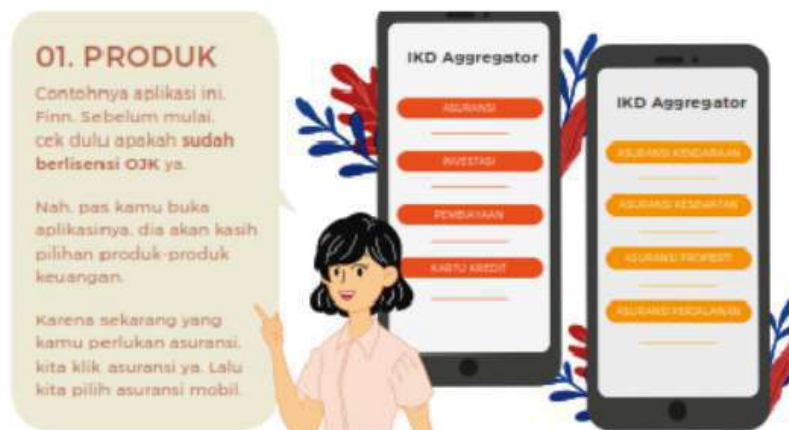 01. PRODUK
Contohnya aplikasi ini,
Finn. Sebelum mulai,
cek dulu apakah sudah
berlisensi OJK ya.
Nah, pas kamu buka
aplikasinya, dia akan kasih
pilihan produk-produk
keuangan.
Karena sekarang yang
kamu perlukan asuransi,
kita klik asuransi ya. Lalu
kita pilih asuransi mobil.
IKD Aggregator
ASURANSI
INVESTASI
PEMBIAYAAN
KARTU KREDIT
IKD Aggregator
ASURANSI KENDARAAN
ASURANSI KESEHATAN
ASURANSI PROPERTI
ASURANSI PERJALANAN